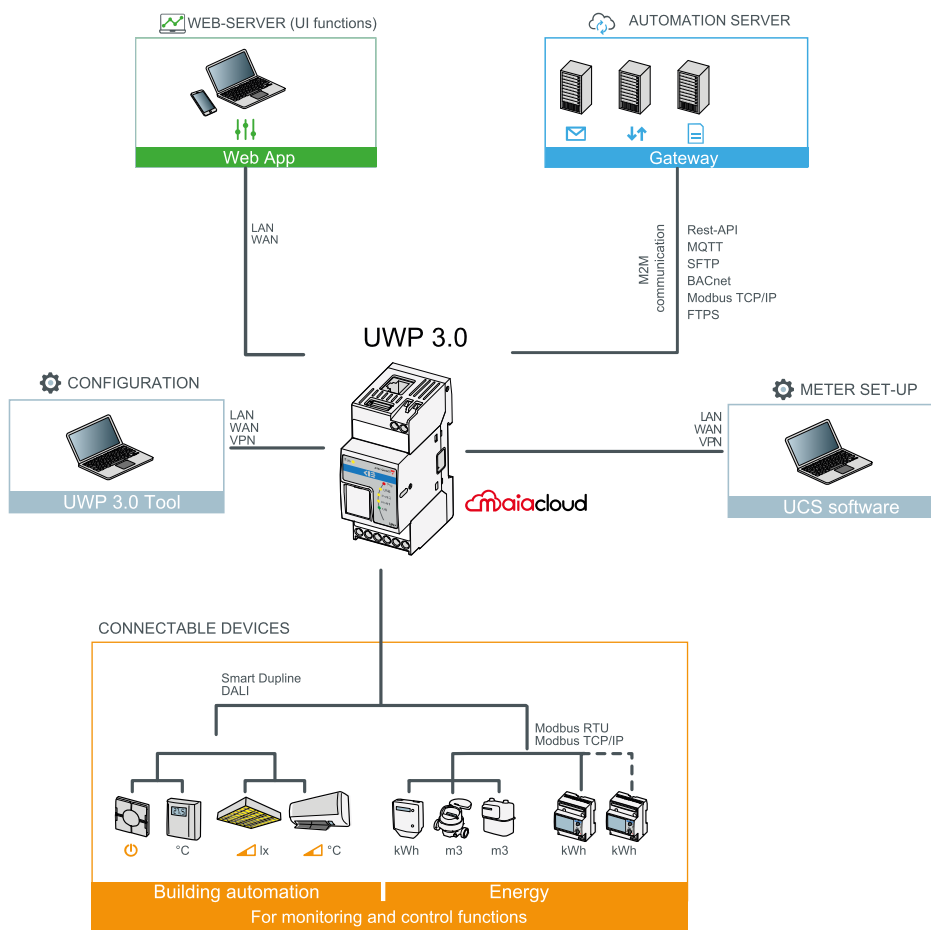 WEB-SERVER (UI functions)
AUTOMATION SERVER
Web App
Gateway
LAN
WAN
M2M
communication
Rest-API
MQTT
SFTP
BACnet
Modbus TCP/IP
FTPS
UWP 3.0
CONFIGURATION
METER SET-UP
LAN
WAN
VPN
LAN
WAN
VPN
UWP 3.0 Tool
UCS software
maiacloud
CONNECTABLE DEVICES
Smart Dupline
DALI
Modbus RTU
Modbus TCP/IP
°C
lx
°C
kWh
m3
m3
kWh
kWh
Building automation
Energy
For monitoring and control functions